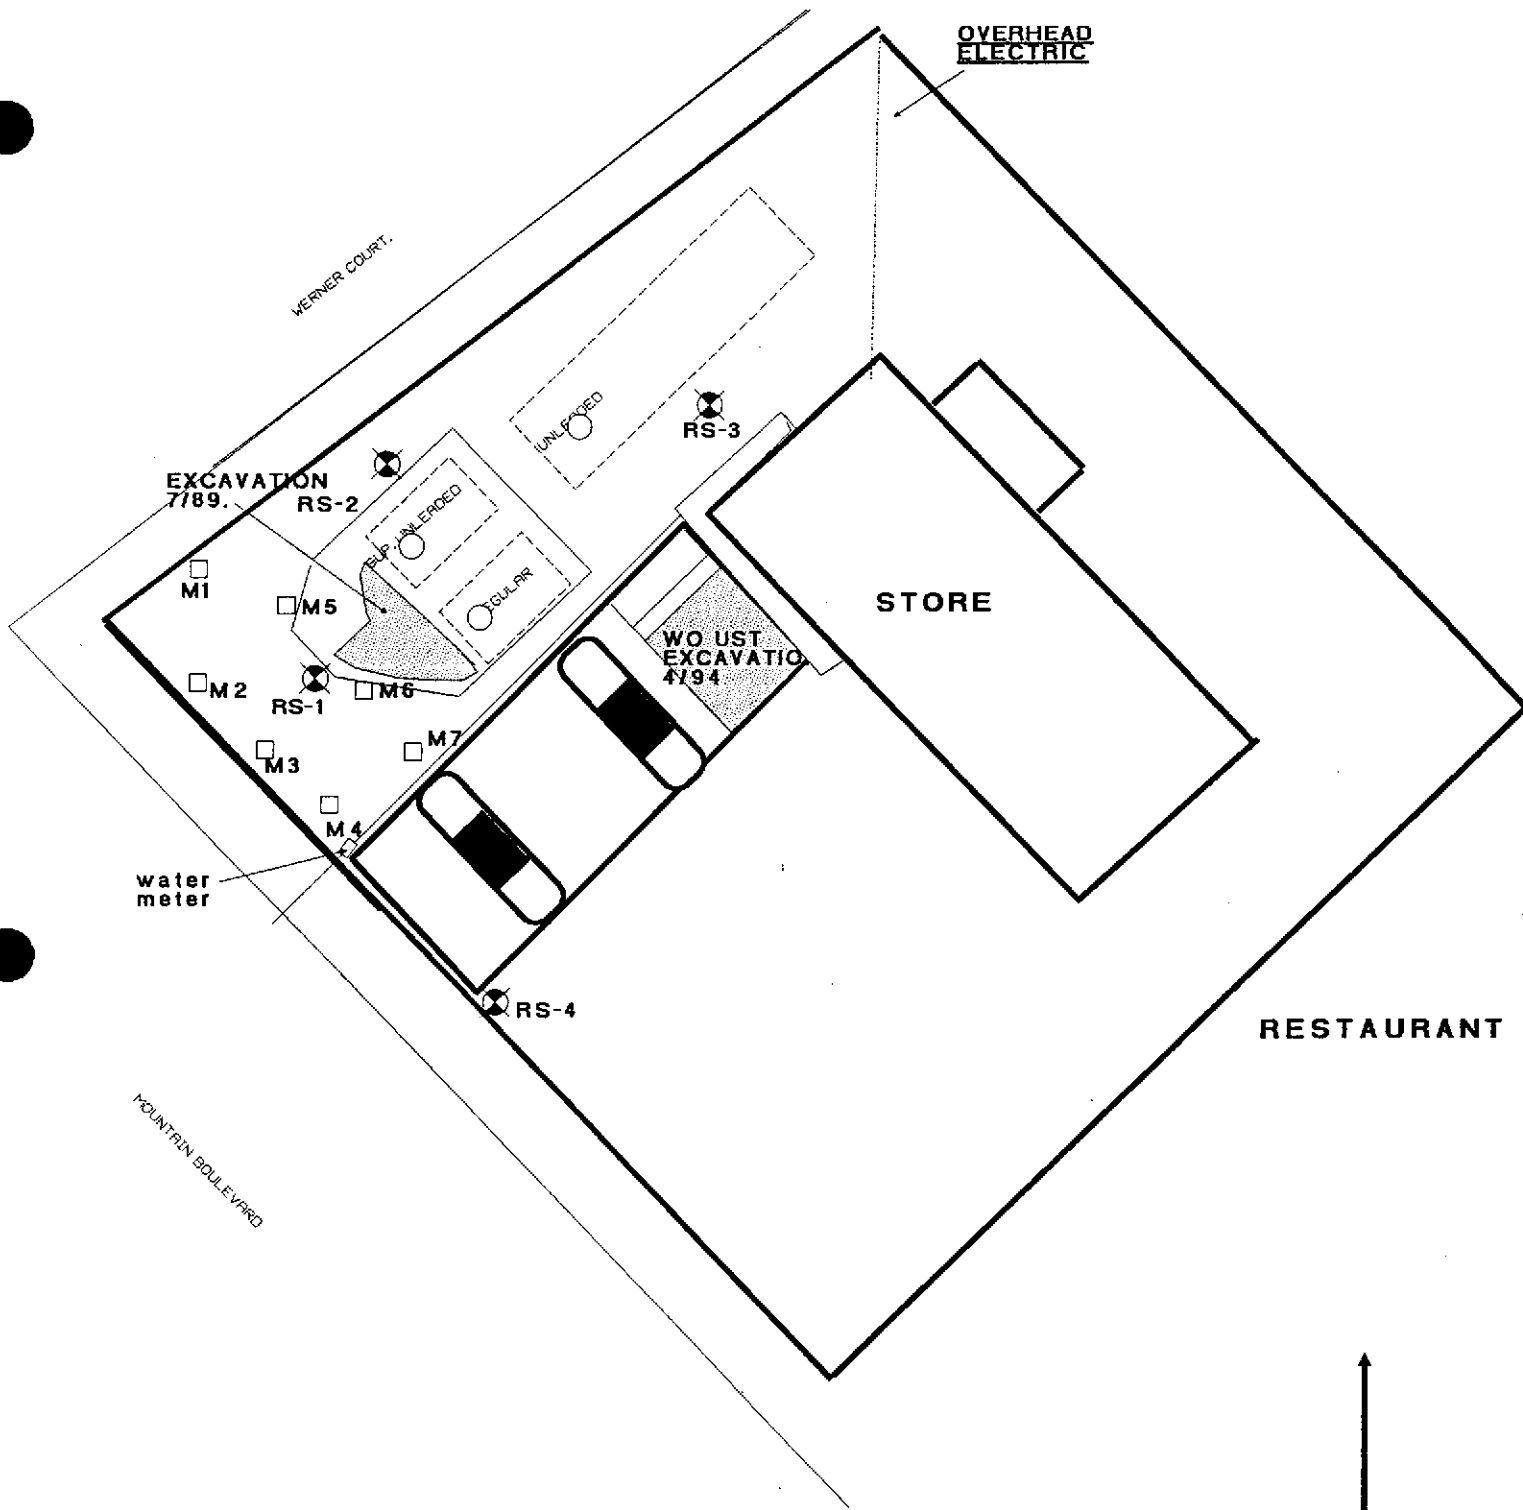 OVERHEAD
ELECTRIC
WERNER COURT.
UNLEADED
RS-3
EXCAVATION
7/89.
RS-2
SUP. UNLEADED
REGULAR
M1
M5
STORE
WO UST
EXCAVATIO
4/94
M2
RS-1
M6
M7
M3
M4
water
meter
RS-4
RESTAURANT
MOUNTAIN BOULEVARD